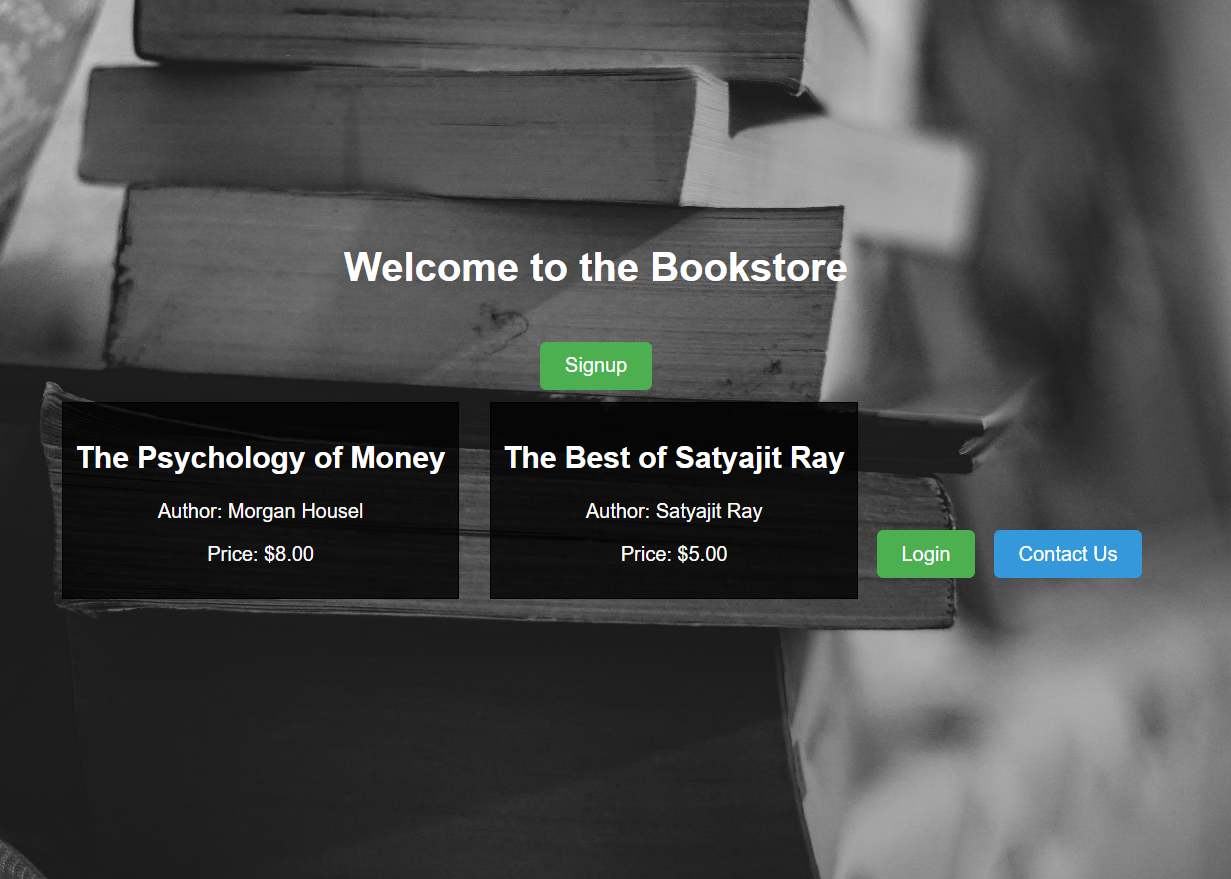 Welcome to the Bookstore
Signup
The Psychology of Money
Author: Morgan Housel
Price: $8.00
The Best of Satyajit Ray
Author: Satyajit Ray
Price: $5.00
Login
Contact Us